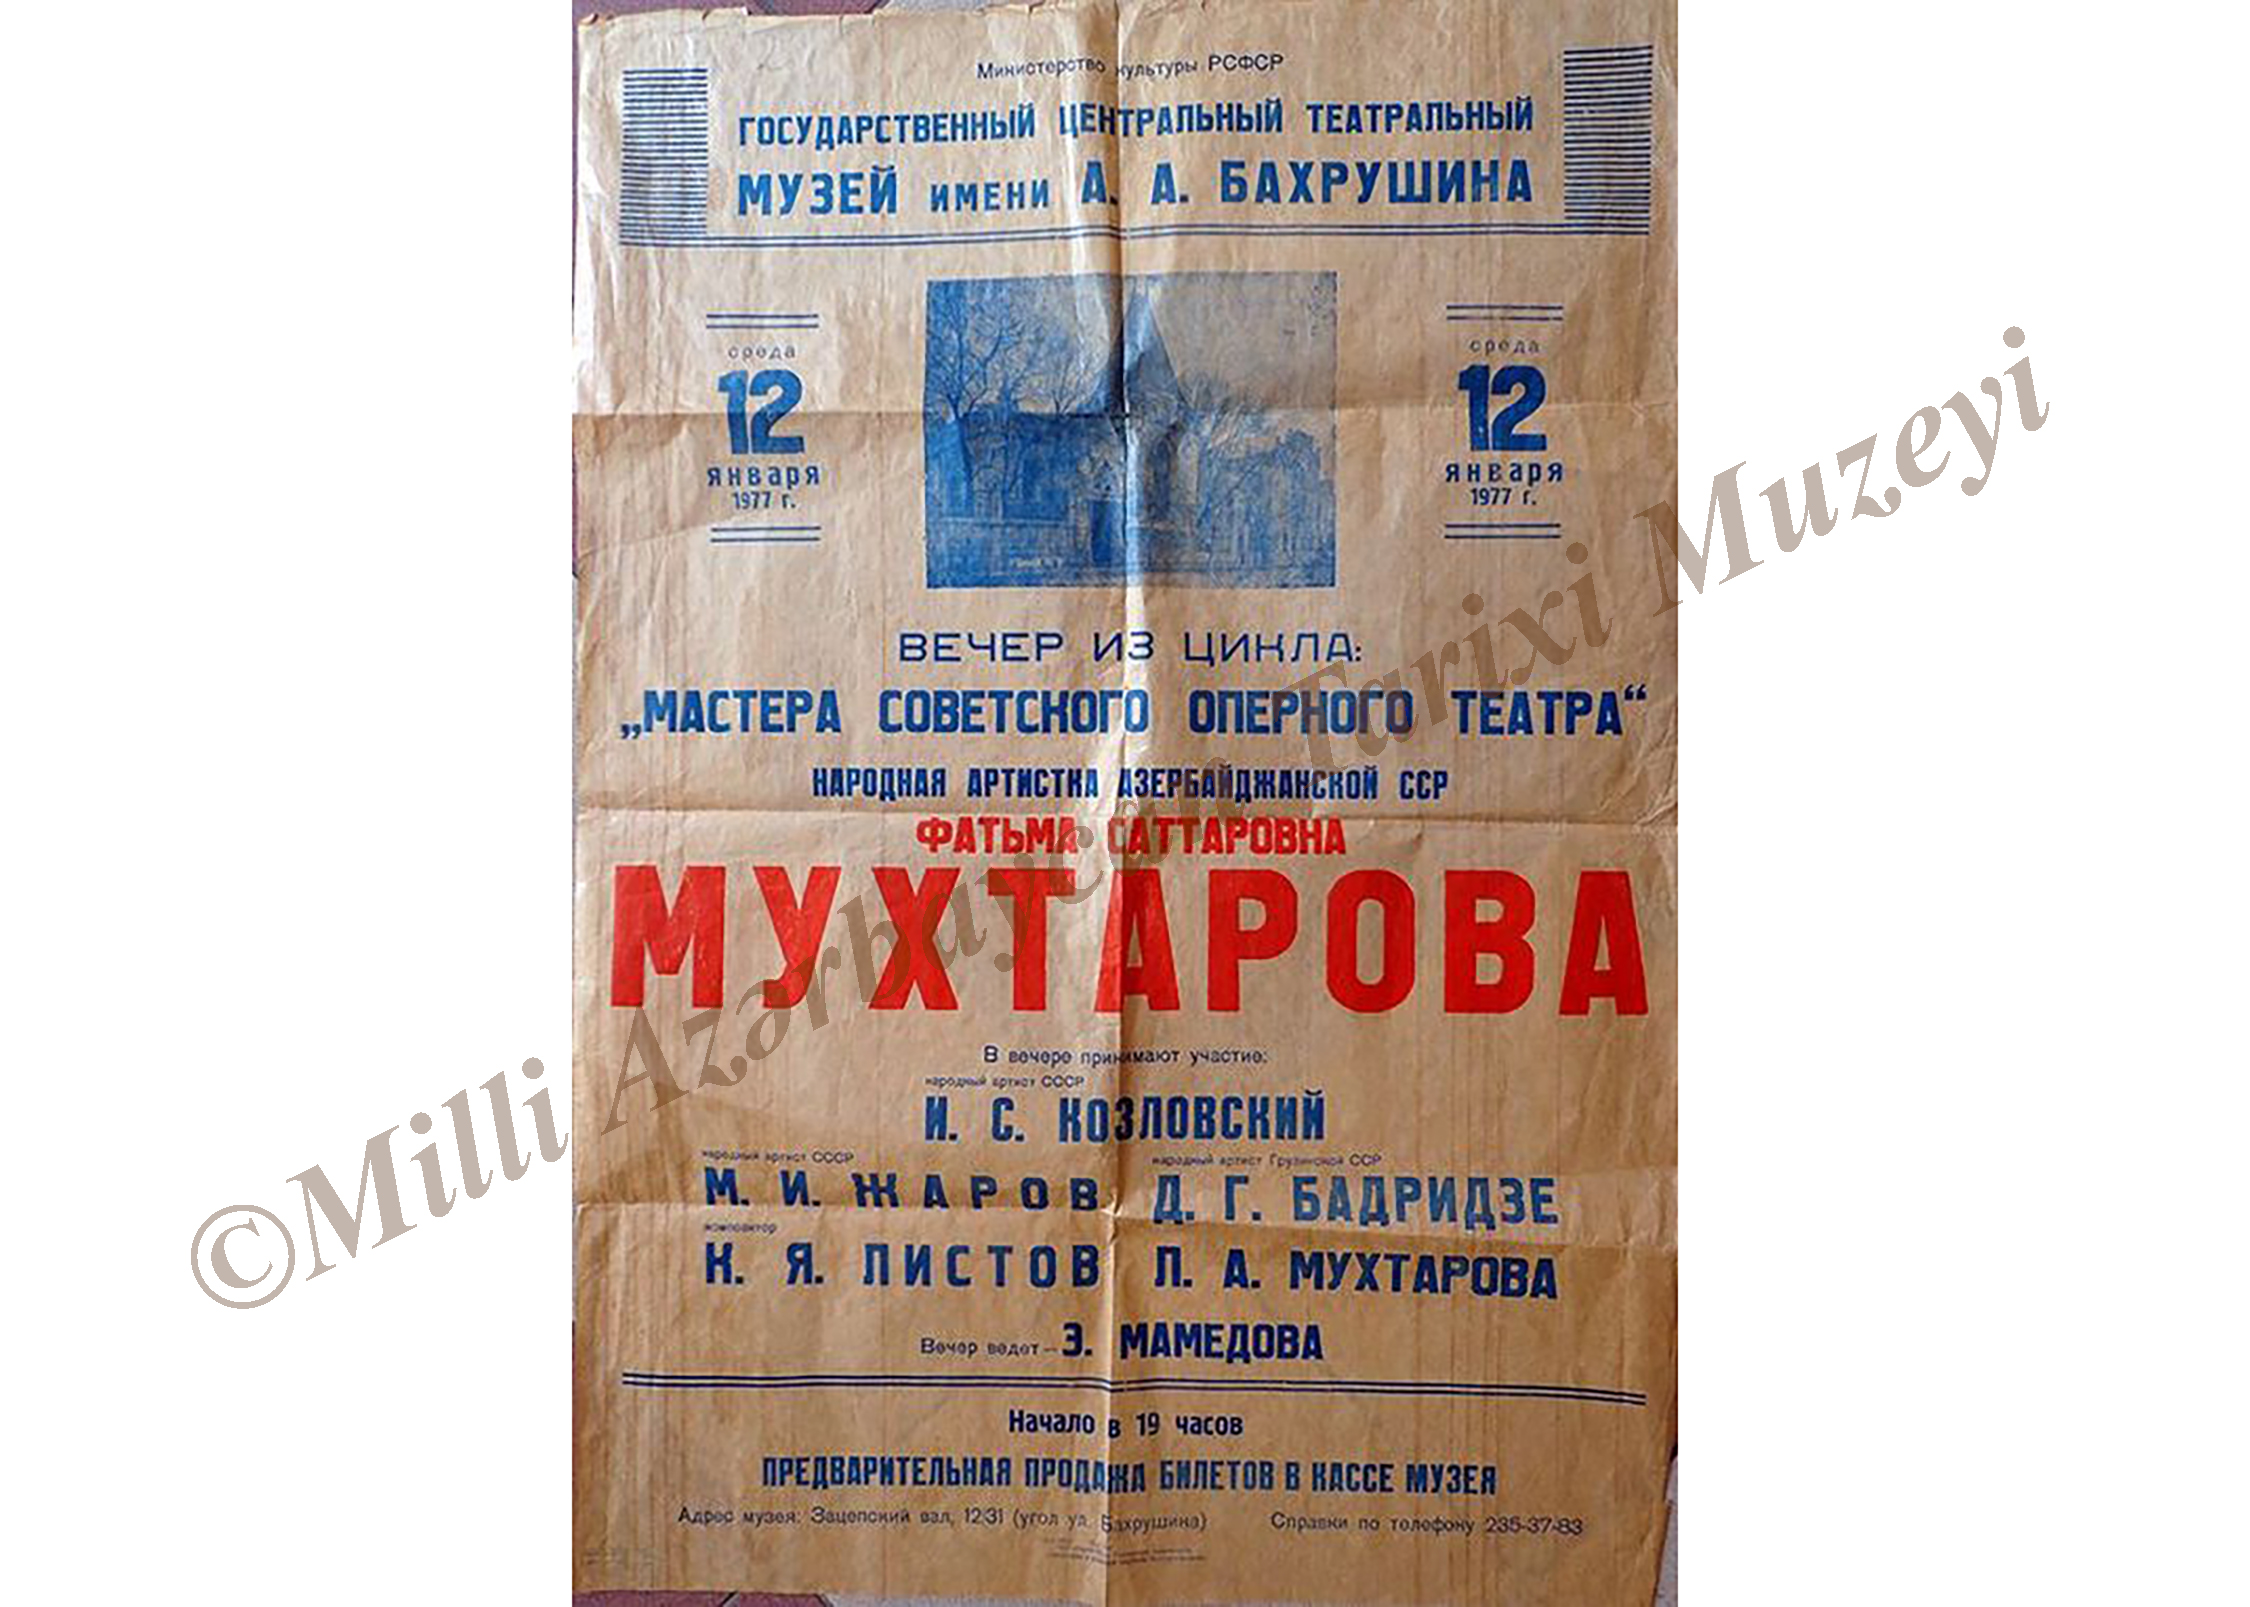 Министерство культуры РСФСР
ГОСУДАРСТВЕННЫЙ ЦЕНТРАЛЬНЫЙ ТЕАТРАЛЬНЫЙ
МУЗЕЙ ИМЕНИ А. А. БАХРУШИНА
среда
12
января
1977 г.
среда
12
января
1977 г.
ВЕЧЕР ИЗ ЦИКЛА:
„МАСТЕРА СОВЕТСКОГО ОПЕРНОГО ТЕАТРА“
НАРОДНАЯ АРТИСТКА АЗЕРБАЙДЖАНСКОЙ ССР
ФАТЬМА САТТАРОВНА
МУХТАРОВА
В вечере принимают участие:
народный артист СССР
И. С. КОЗЛОВСКИЙ
народный артист СССР
М. И. ЖАРОВ
народный артист Грузинской ССР
Д. Г. БАДРИДЗЕ
композитор
К. Я. ЛИСТОВ
Л. А. МУХТАРОВА
Вечер ведет – Э. МАМЕДОВА
Начало в 19 часов
ПРЕДВАРИТЕЛЬНАЯ ПРОДАЖА БИЛЕТОВ В КАССЕ МУЗЕЯ
Адрес музея: Зацепский вал, 12/31 (угол ул. Бахрушина) Справки по телефону 235-37-83
©Milli Azərbaycan Tarixi Muzeyi